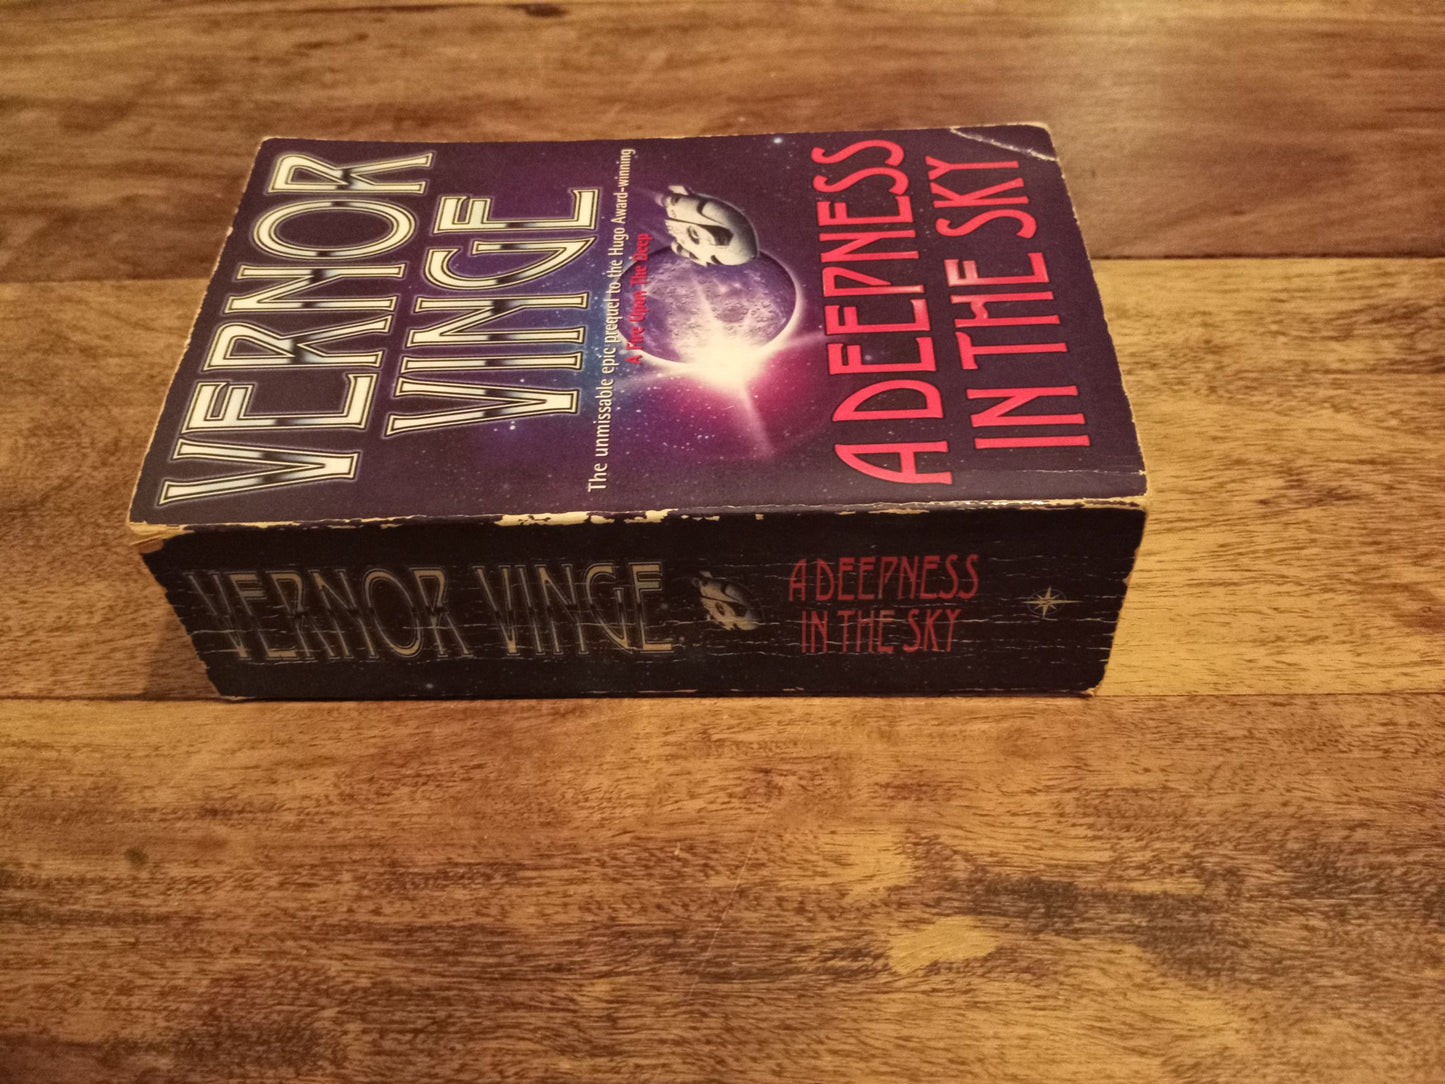 VERNOR
VINGE
The unmissable epic prequel to the Hugo Award-winning
A Fire Upon The Deep
A DEEPNESS
IN THE SKY
VERNOR VINGE
A DEEPNESS
IN THE SKY